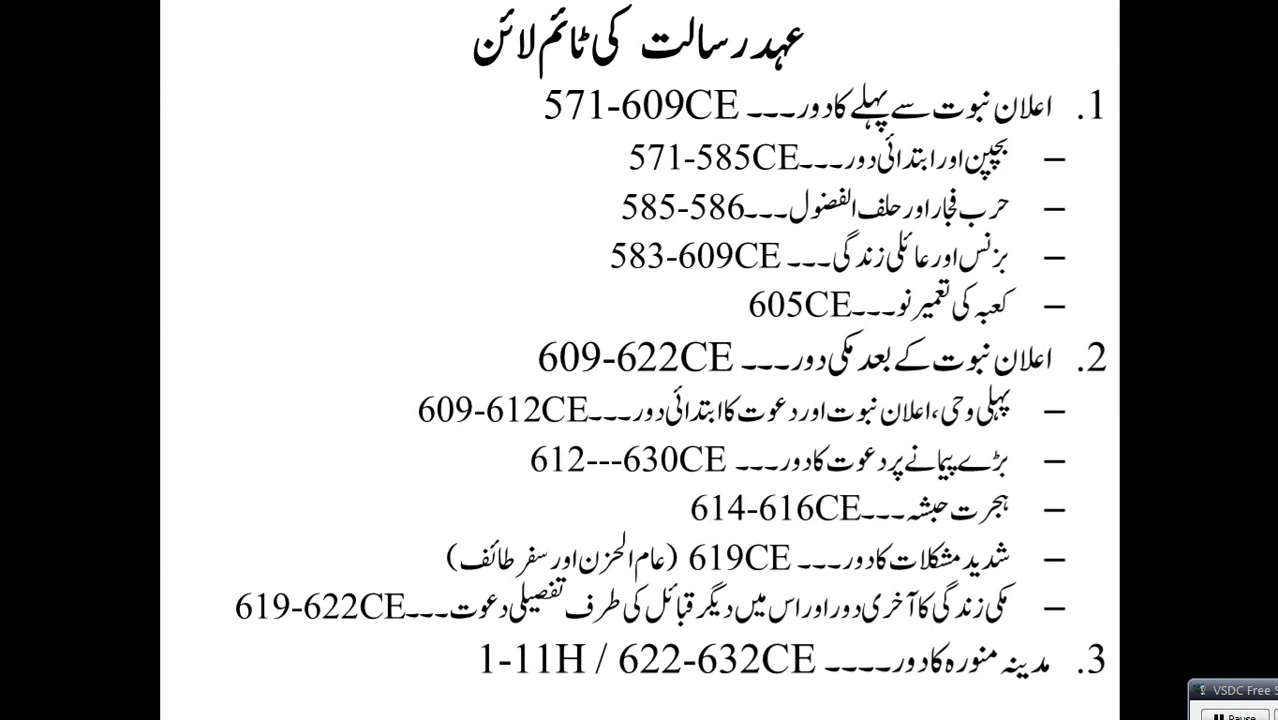 عہد رسالت کی ٹائم لائن
1. اعلان نبوت سے پہلے کا دور۔۔۔ 571-609CE
– بچپن اور ابتدائی دور۔۔۔571-585CE
– حرب فجار اور حلف الفضول۔۔۔585-586
– بزنس اور عائلی زندگی۔۔۔ 583-609CE
– کعبہ کی تعمیر نو۔۔۔605CE
2. اعلان نبوت کے بعد مکی دور۔۔۔ 609-622CE
– پہلی وحی، اعلان نبوت اور دعوت کا ابتدائی دور۔۔۔609-612CE
– بڑے پیمانے پر دعوت کا دور۔۔۔ 612---630CE
– ہجرت حبشہ۔۔۔614-616CE
– شدید مشکلات کا دور۔۔۔ 619CE (عام الحزن اور سفر طائف)
– مکی زندگی کا آخری دور اور اس میں دیگر قبائل کی طرف تفصیلی دعوت۔۔۔619-622CE
3. مدینہ منورہ کا دور۔۔۔۔ 1-11H / 622-632CE
VSDC Free S
Pause